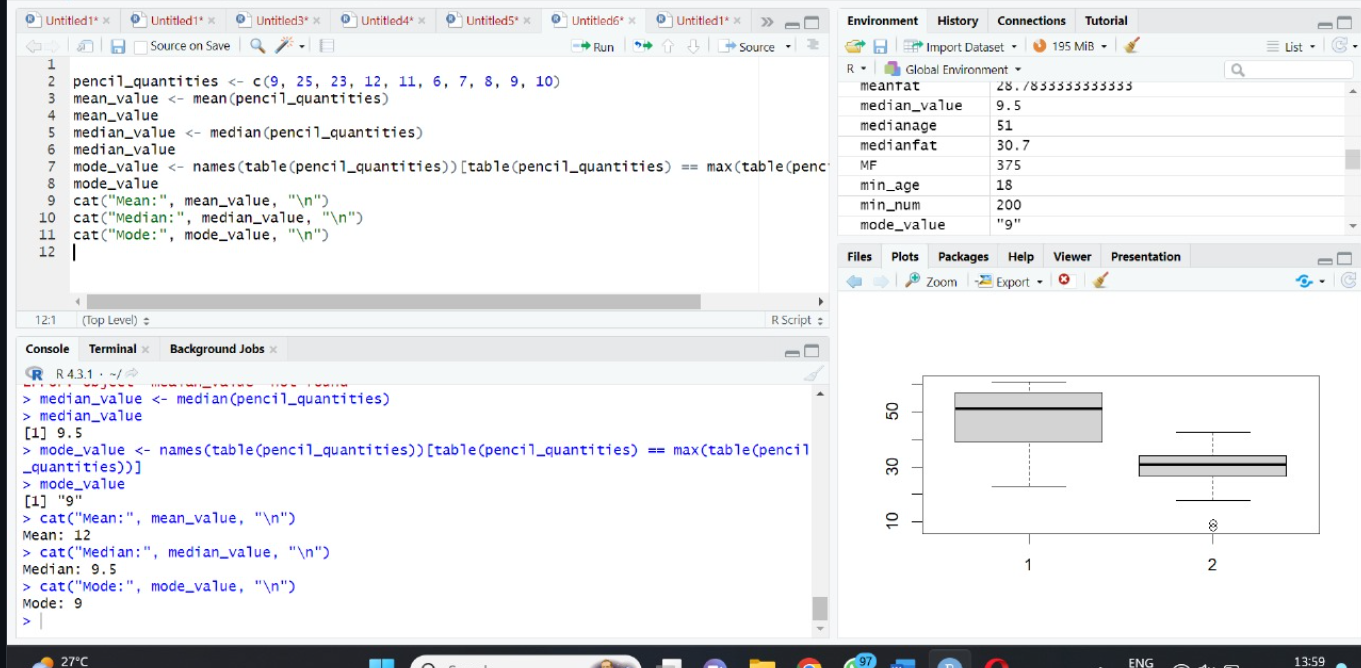 Untitled1* × Untitled1* × Untitled3* × Untitled4* × Untitled5* × Untitled6* × Untitled1* ×
Source on Save Run Source
1
2 pencil_quantities <- c(9, 25, 23, 12, 11, 6, 7, 8, 9, 10)
3 mean_value <- mean(pencil_quantities)
4 mean_value
5 median_value <- median(pencil_quantities)
6 median_value
7 mode_value <- names(table(pencil_quantities))[table(pencil_quantities) == max(table(penc
8 mode_value
9 cat("Mean:", mean_value, "\n")
10 cat("Median:", median_value, "\n")
11 cat("Mode:", mode_value, "\n")
12
12:1 (Top Level) R Script
Console Terminal × Background Jobs ×
R 4.3.1 · ~/
Error: object 'median_value' not found
> median_value <- median(pencil_quantities)
> median_value
[1] 9.5
> mode_value <- names(table(pencil_quantities))[table(pencil_quantities) == max(table(pencil
_quantities))]
> mode_value
[1] "9"
> cat("Mean:", mean_value, "\n")
Mean: 12
> cat("Median:", median_value, "\n")
Median: 9.5
> cat("Mode:", mode_value, "\n")
Mode: 9
>
Environment History Connections Tutorial
Import Dataset 195 MiB List
R Global Environment
meanfat 28.7833333333333
median_value 9.5
medianage 51
medianfat 30.7
MF 375
min_age 18
min_num 200
mode_value "9"
Files Plots Packages Help Viewer Presentation
Zoom Export
50
30
10
1 2
27°C
97
ENG
13:59